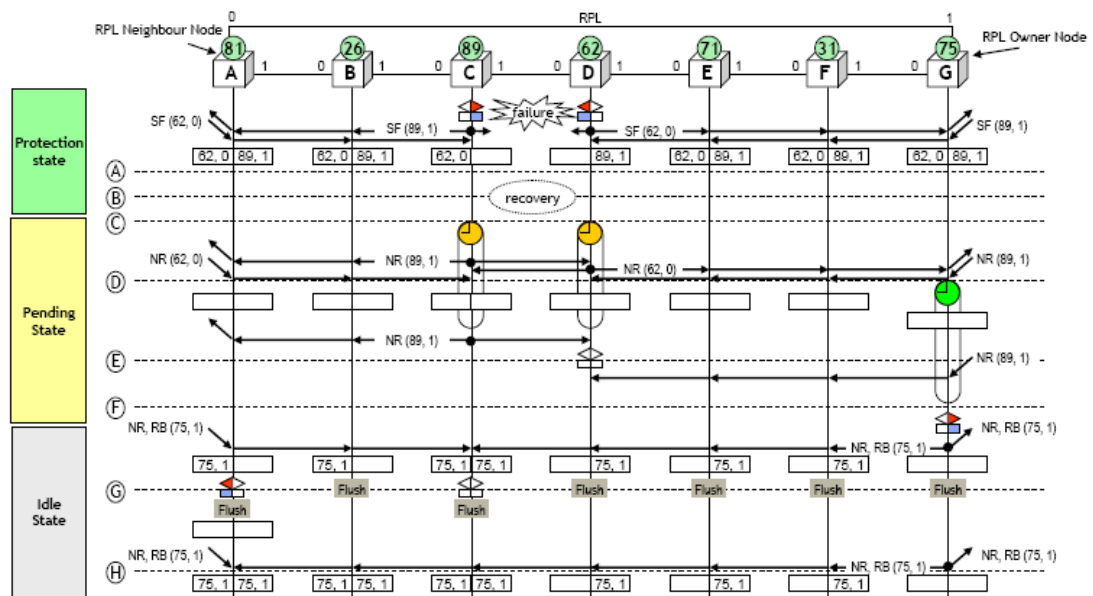 0 RPL 1
RPL Neighbour Node
RPL Owner Node
81 26 89 62 71 31 75
A 1 0 B 1 0 C 1 0 D 1 0 E 1 0 F 1 0 G
failure
SF (62, 0) SF (89, 1) SF (62, 0) SF (89, 1)
Protection
state
62, 0 89, 1 62, 0 89, 1 62, 0 89, 1 62, 0 89, 1 62, 0 89, 1 62, 0 89, 1
A
B recovery
C
NR (62, 0) NR (89, 1) NR (62, 0) NR (89, 1)
D
Pending
State
NR (89, 1)
E NR (89, 1)
F
NR, RB (75, 1) NR, RB (75, 1) NR, RB (75, 1)
75, 1 75, 1 75, 1 75, 1 75, 1 75, 1 75, 1
G Flush Flush Flush Flush Flush
Idle
State
Flush Flush
NR, RB (75, 1) NR, RB (75, 1) NR, RB (75, 1)
H
75, 1 75, 1 75, 1 75, 1 75, 1 75, 1 75, 1 75, 1 75, 1